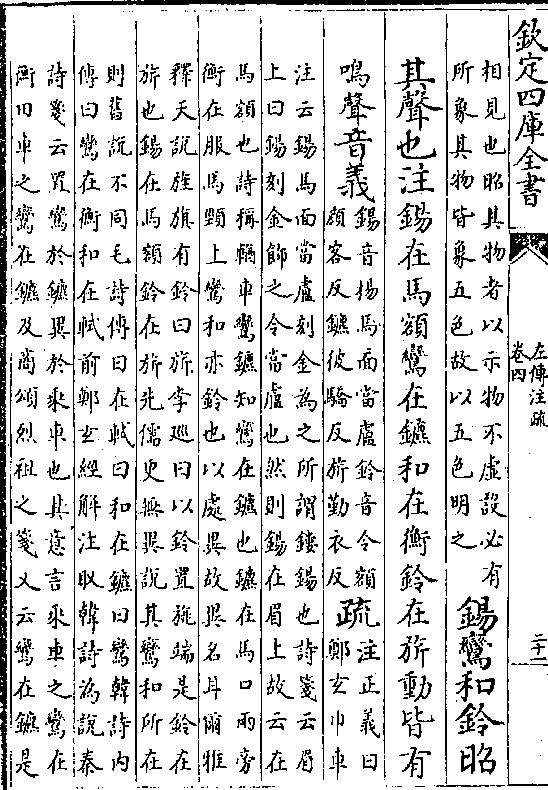 欽定四庫全書
左傳注疏
卷四
二十一
相見也昭其物者以示物不虛設必有
所象其物皆象五色故以五色明之
鍚鸞和鈴昭
其聲也注鍚在馬額鸞在鑣和在衡鈴在旂動皆有
鳴聲音義
鍚音揚馬面當盧鈴音令額
顔客反鑣彼驕反旂勤衣反
疏
注正義曰
鄭玄巾車
注云鍚馬面當盧刻金為之所謂鏤鍚也詩箋云眉
上曰鍚刻金飾之今當盧也然則鍚在眉上故云在
馬額也詩稱輶車鸞鑣知鸞在鑣也鑣在馬口兩旁
衡在服馬頸上鸞和亦鈴也以處異故異名耳爾雅
釋天說旌旗有鈴曰旂李巡曰以鈴置旐端是鈴在
旂也鍚在馬額鈴在旂先儒更無異說其鸞和所在
則舊說不同毛詩傳曰在軾曰和在鑣曰鸞韓詩内
傳曰鸞在衡和在軾前鄭玄經解注取韓詩為說秦
詩箋云置鸞於鑣異於乘車也其意言乘車之鸞在
衡田車之鸞在鑣及商頌烈祖之箋又云鸞在鑣是